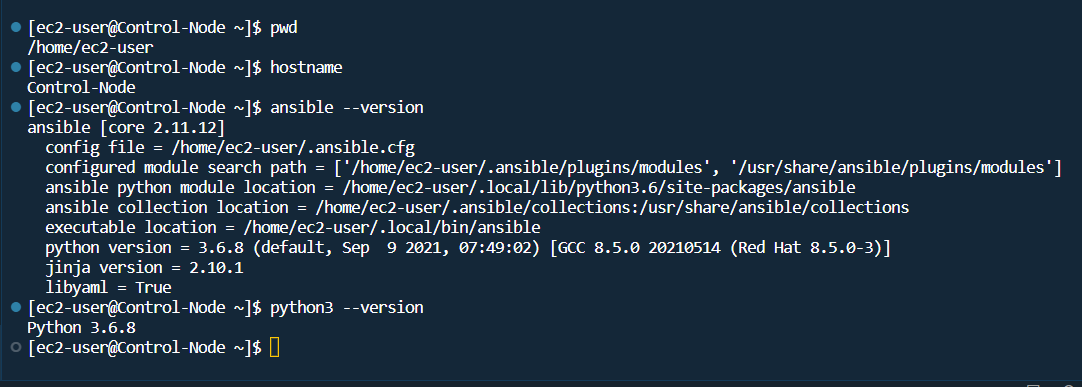 [ec2-user@Control-Node ~]$ pwd
/home/ec2-user
[ec2-user@Control-Node ~]$ hostname
Control-Node
[ec2-user@Control-Node ~]$ ansible --version
ansible [core 2.11.12]
  config file = /home/ec2-user/.ansible.cfg
  configured module search path = ['/home/ec2-user/.ansible/plugins/modules', '/usr/share/ansible/plugins/modules']
  ansible python module location = /home/ec2-user/.local/lib/python3.6/site-packages/ansible
  ansible collection location = /home/ec2-user/.ansible/collections:/usr/share/ansible/collections
  executable location = /home/ec2-user/.local/bin/ansible
  python version = 3.6.8 (default, Sep  9 2021, 07:49:02) [GCC 8.5.0 20210514 (Red Hat 8.5.0-3)]
  jinja version = 2.10.1
  libyaml = True
[ec2-user@Control-Node ~]$ python3 --version
Python 3.6.8
[ec2-user@Control-Node ~]$